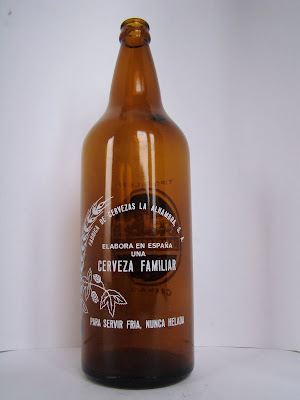 FABRICA DE CERVEZAS LA ALHAMBRA S. A.
ELABORA EN ESPAÑA
UNA
CERVEZA FAMILIAR
PARA SERVIR FRIA, NUNCA HELADA